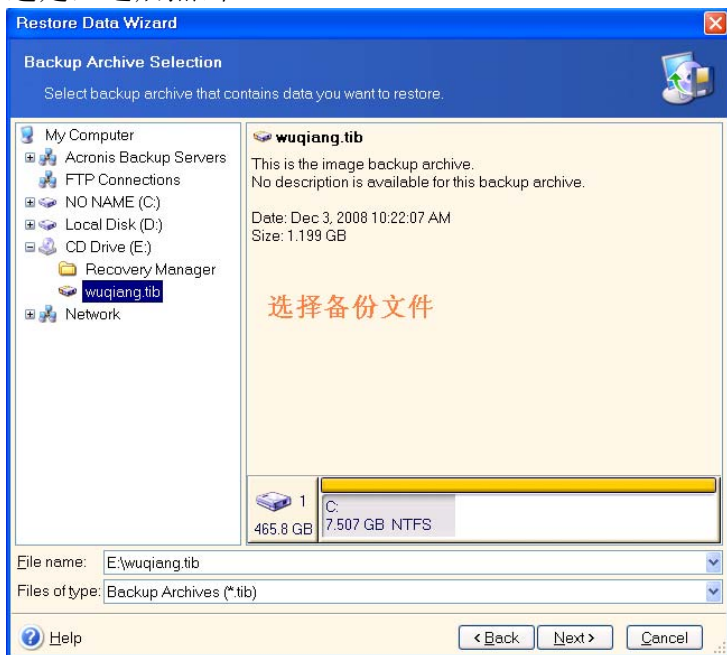 Restore Data Wizard
Backup Archive Selection
Select backup archive that contains data you want to restore.
My Computer
Acronis Backup Servers
FTP Connections
NO NAME (C:)
Local Disk (D:)
CD Drive (E:)
Recovery Manager
wuqiang.tib
Network
wuqiang.tib
This is the image backup archive.
No description is available for this backup archive.
Date: Dec 3, 2008 10:22:07 AM
Size: 1.199 GB
选择备份文件
1
465.8 GB
C:
7.507 GB NTFS
File name: E:\wuqiang.tib
Files of type: Backup Archives (*.tib)
Help
< Back
Next >
Cancel